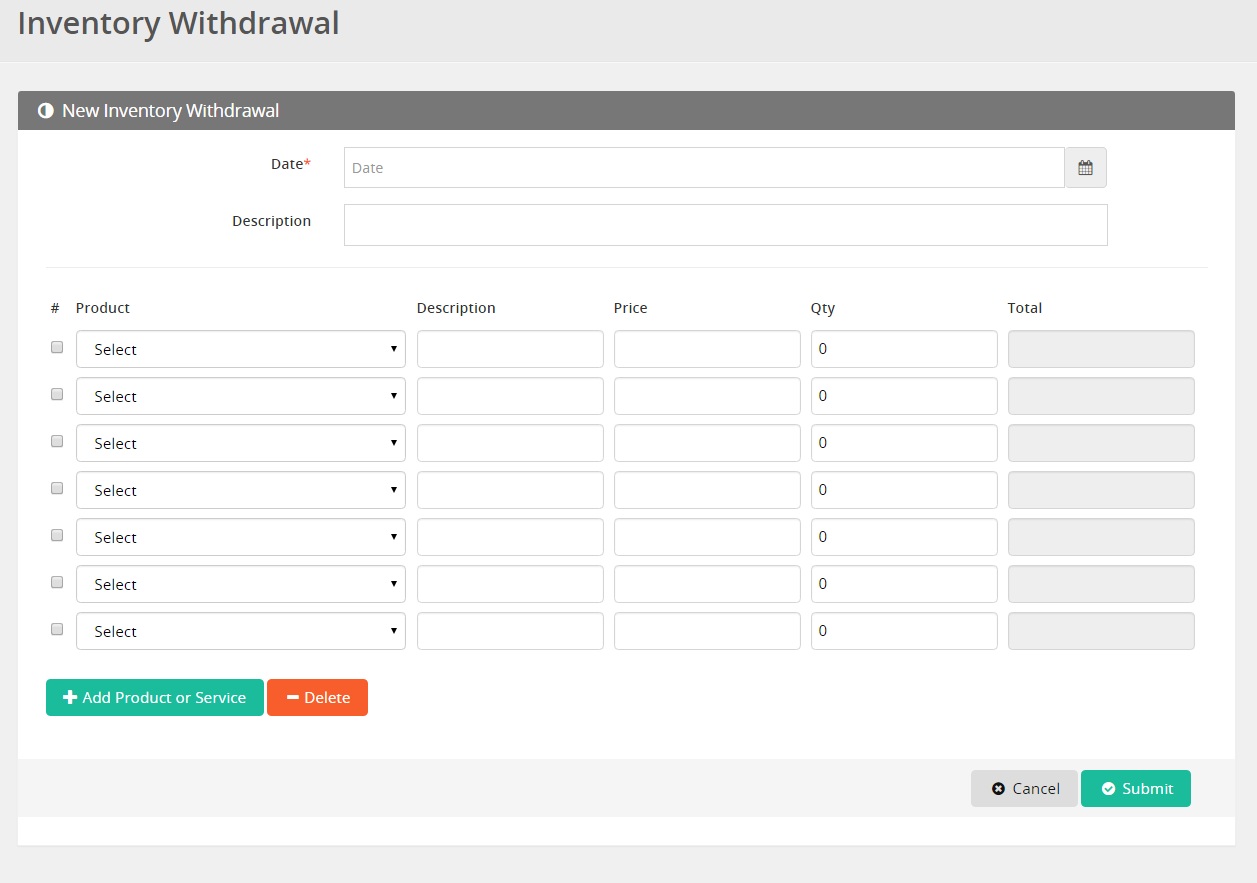 Inventory Withdrawal
New Inventory Withdrawal
Date*
Date
Description
# Product Description Price Qty Total
Select 0
Select 0
Select 0
Select 0
Select 0
Select 0
Select 0
Add Product or Service Delete
Cancel Submit